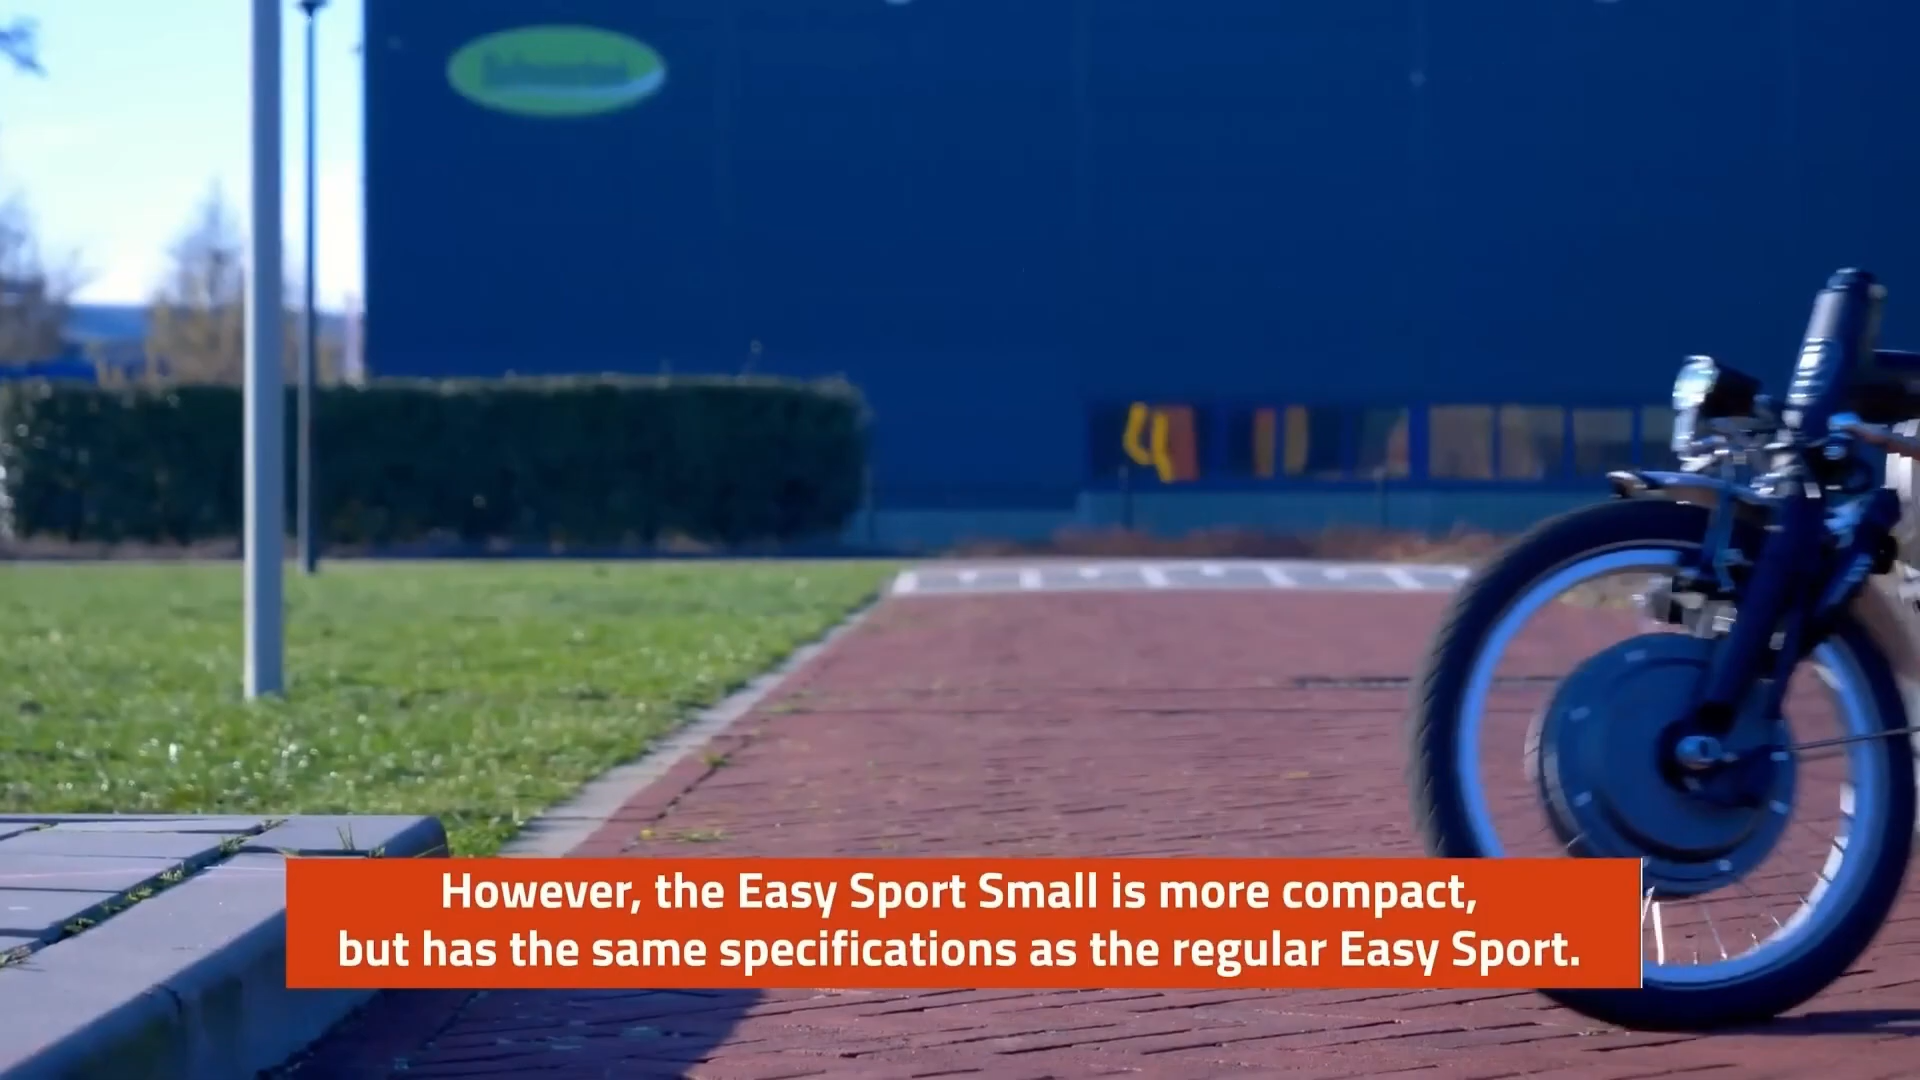 However, the Easy Sport Small is more compact,
but has the same specifications as the regular Easy Sport.